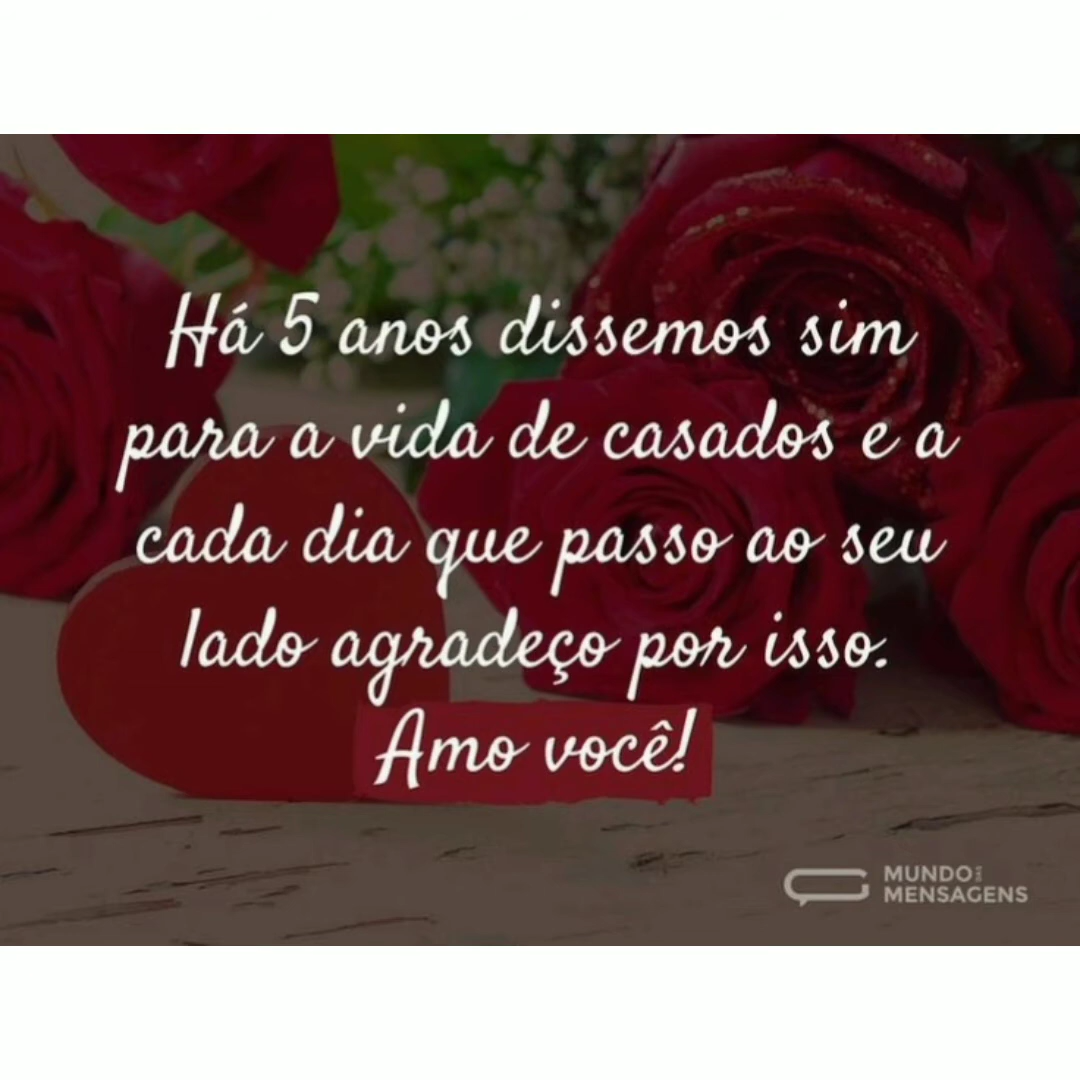 Há 5 anos dissemos sim
para a vida de casados e a
cada dia que passo ao seu
lado agradeço por isso.
Amo você!
MUNDO DAS
MENSAGENS